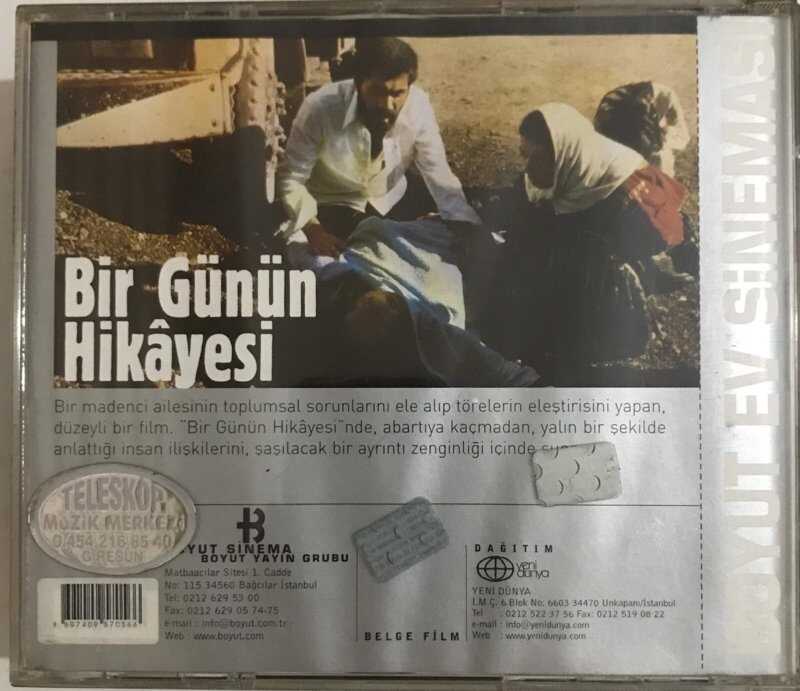 Bir Günün
Hikâyesi
Bir madenci ailesinin toplumsal sorunlarını ele alıp törelerin eleştirisini yapan,
düzeyli bir film. "Bir Günün Hikâyesi"nde, abartıya kaçmadan, yalın bir şekilde
anlattığı insan ilişkilerini, şaşılacak bir ayrıntı zenginliği içinde
TELESKOP
MÜZİK MERKEZİ
0.454 216 85 40
GİRESUN
BOYUT SİNEMA
BOYUT YAYIN GRUBU
Matbaacılar Sitesi 1. Cadde
No: 115 34560 Bağcılar İstanbul
Tel: 0212 629 53 00
Fax: 0212 629 05 74-75
e-mail : info@boyut.com.tr
Web : www.boyut.com
BELGE FİLM
DAĞITIM
yeni
dünya
YENİ DÜNYA
İ.M.Ç. 6.Blok No: 6603 34470 Unkapanı/İstanbul
Tel : 0212 522 37 56 Fax: 0212 519 08 22
e-mail : info@yenidunya.com
Web : www.yenidunya.com
BOYUT EV SİNEMASI